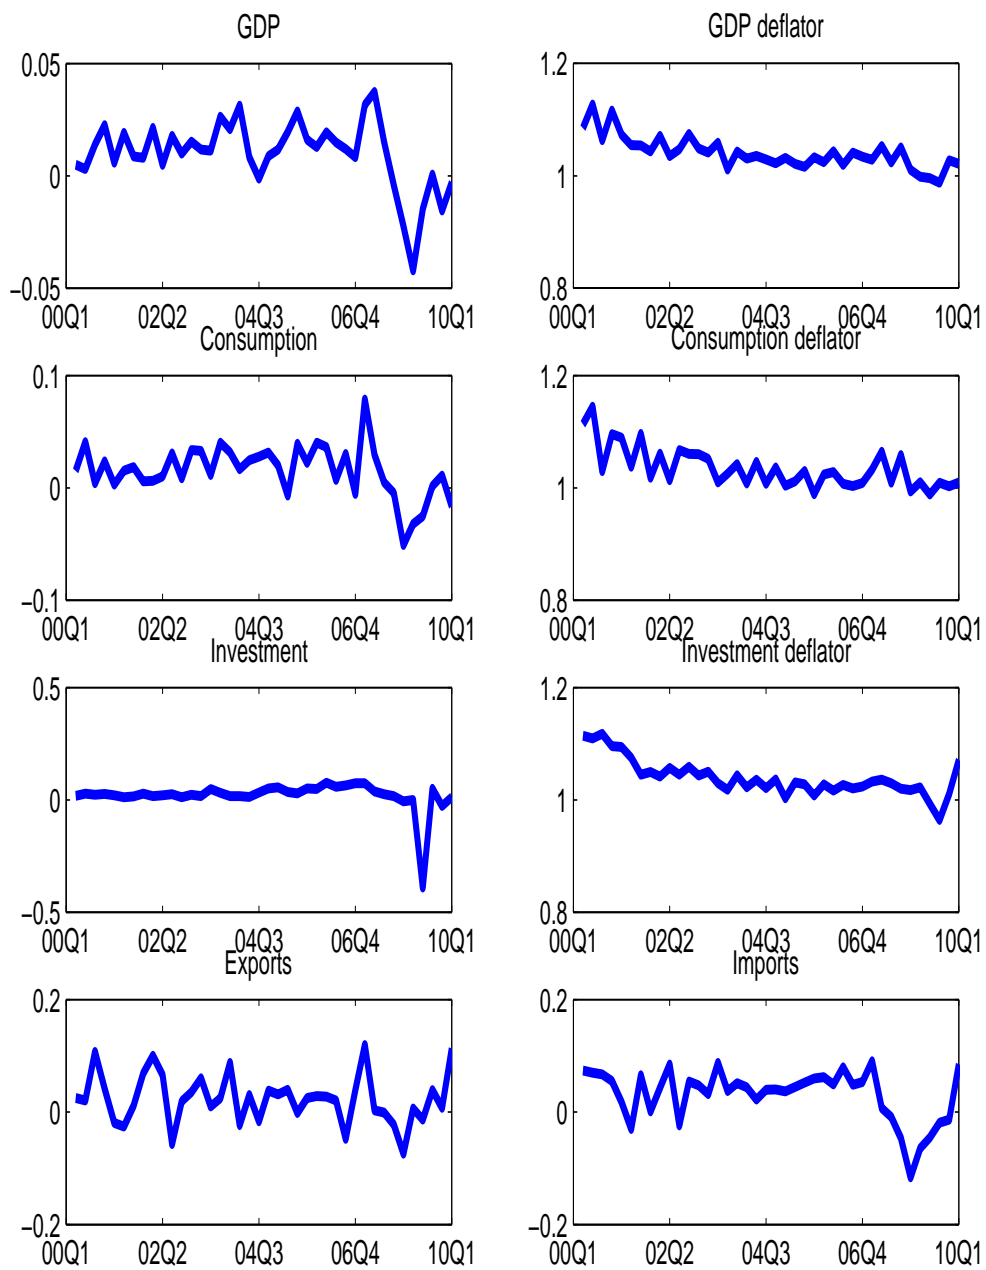 GDP
0.05
0
−0.05
00Q1 02Q2 04Q3 06Q4 10Q1
GDP deflator
1.2
1
0.8
00Q1 02Q2 04Q3 06Q4 10Q1
Consumption
0.1
0
−0.1
00Q1 02Q2 04Q3 06Q4 10Q1
Consumption deflator
1.2
1
0.8
00Q1 02Q2 04Q3 06Q4 10Q1
Investment
0.5
0
−0.5
00Q1 02Q2 04Q3 06Q4 10Q1
Investment deflator
1.2
1
0.8
00Q1 02Q2 04Q3 06Q4 10Q1
Exports
0.2
0
−0.2
00Q1 02Q2 04Q3 06Q4 10Q1
Imports
0.2
0
−0.2
00Q1 02Q2 04Q3 06Q4 10Q1